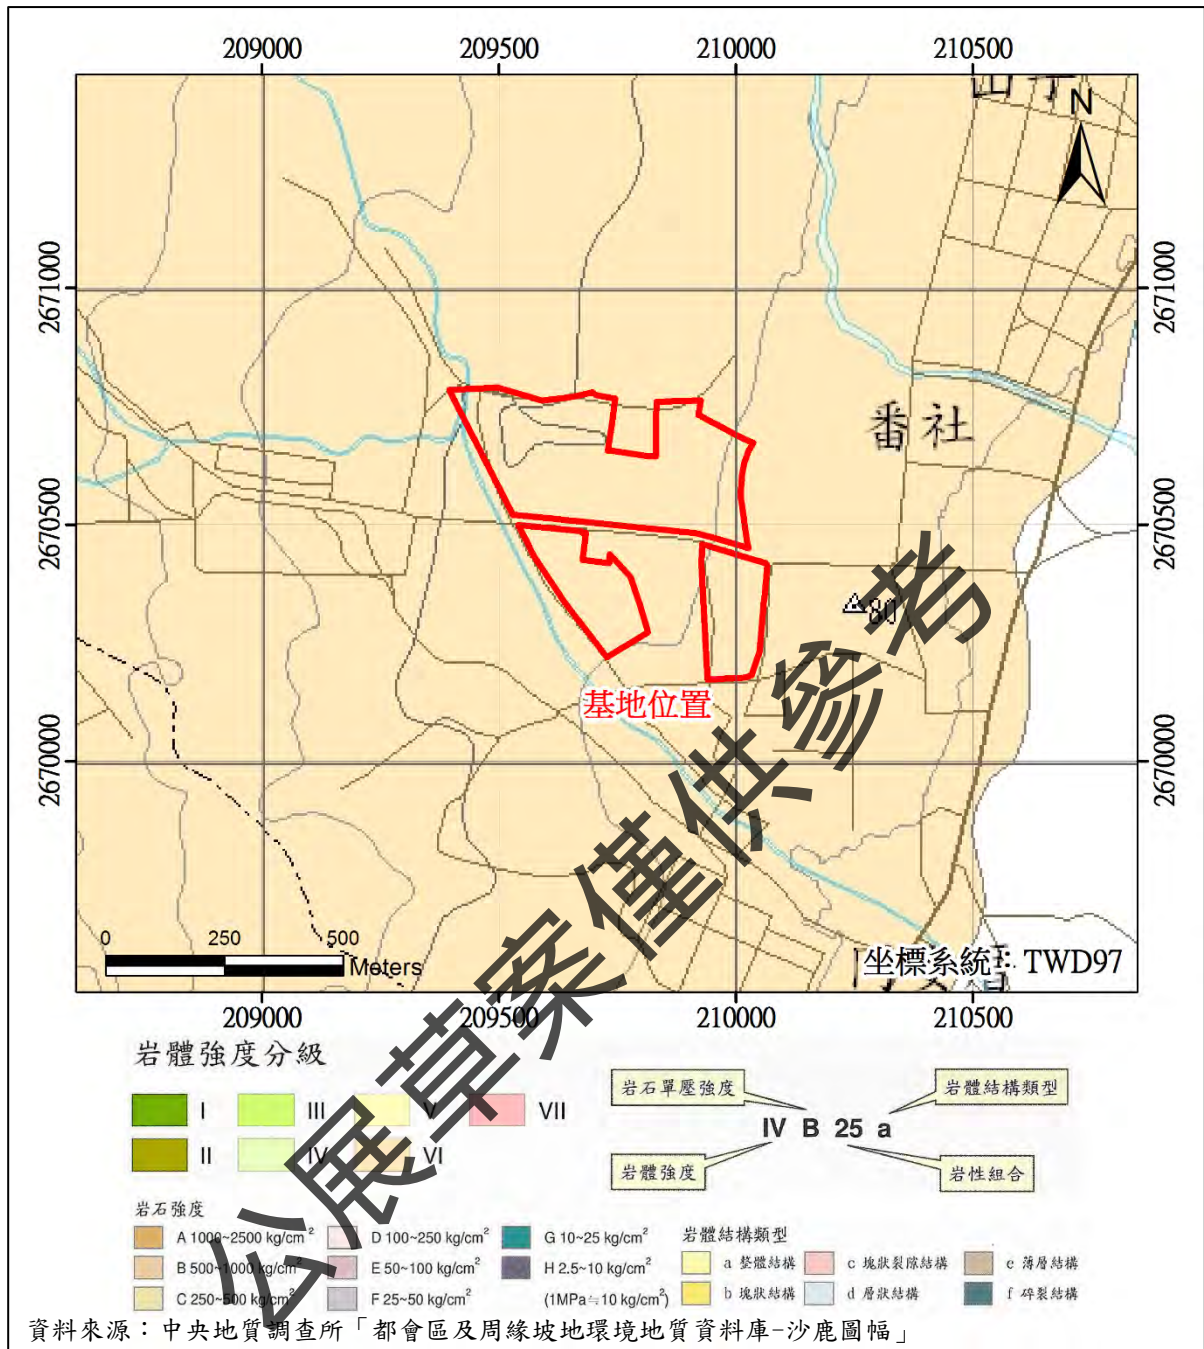 209000 209500 210000 210500
N
2671000 2671000
番社
2670500 2670500
80
基地位置
2670000 2670000
0 250 500
Meters
坐標系統：TWD97
209000 209500 210000 210500
公展草案僅供參考
岩體強度分級
I III V VII
II IV VI
岩石單壓強度 岩體結構類型
IV B 25 a
岩體強度 岩性組合
岩石強度
A 1000~2500 kg/cm² D 100~250 kg/cm² G 10~25 kg/cm²
B 500~1000 kg/cm² E 50~100 kg/cm² H 2.5~10 kg/cm²
C 250~500 kg/cm² F 25~50 kg/cm² (1MPa≒10 kg/cm²)
岩體結構類型
a 整體結構 c 塊狀裂隙結構 e 薄層結構
b 塊狀結構 d 層狀結構 f 碎裂結構
資料來源：中央地質調查所「都會區及周緣坡地環境地質資料庫-沙鹿圖幅」